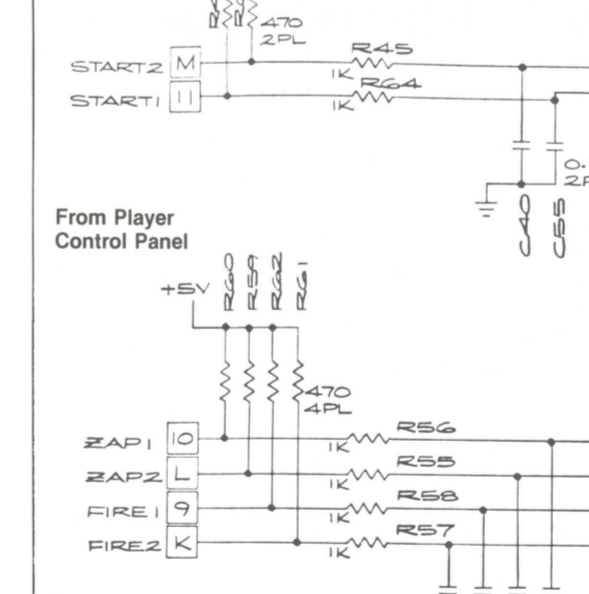 470
2PL
START2 M
R45
1K
START1 11
R64
1K
0.
2P
C40
C55
From Player
Control Panel
+5V
R60
R59
R62
R61
470
4PL
ZAP1 10
R56
1K
ZAP2 L
R55
1K
FIRE1 9
R58
1K
FIRE2 K
R57
1K